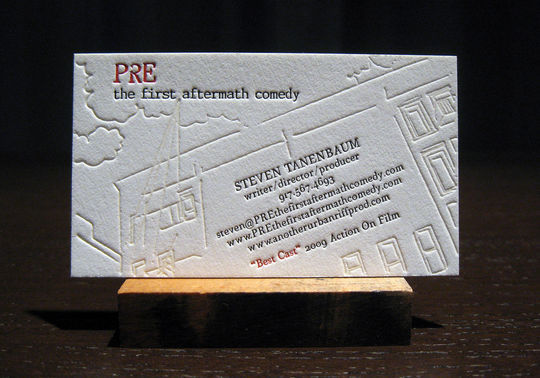 PRE
the first aftermath comedy
STEVEN TANENBAUM
writer/director/producer
917.567.4693
steven@PREthefirstaftermathcomedy.com
www.PREthefirstaftermathcomedy.com
www.anotherurbanriffprod.com
"Best Cast" 2009 Action On Film